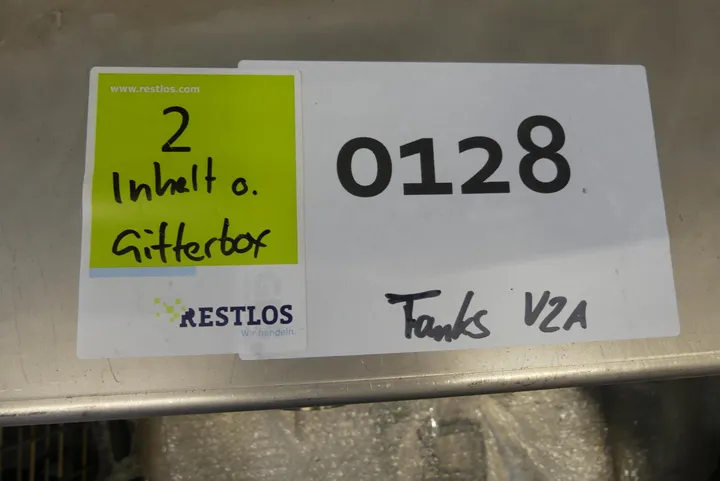 www.restlos.com
2
Inhalt o.
Gitterbox
RESTLOS
Wir handeln.
0128
Tanks V2A